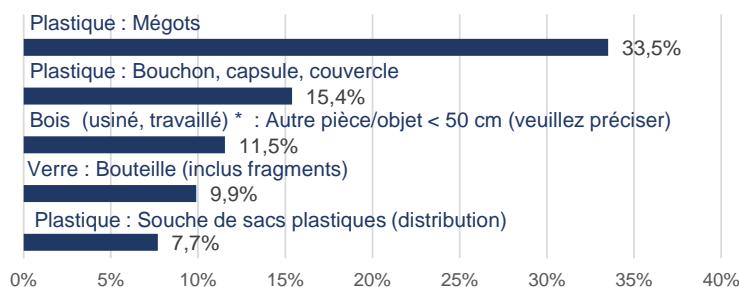 Plastique : Mégots
33,5%
Plastique : Bouchon, capsule, couvercle
15,4%
Bois (usiné, travaillé) * : Autre pièce/objet < 50 cm (veuillez préciser)
11,5%
Verre : Bouteille (inclus fragments)
9,9%
Plastique : Souche de sacs plastiques (distribution)
7,7%
0% 5% 10% 15% 20% 25% 30% 35% 40%